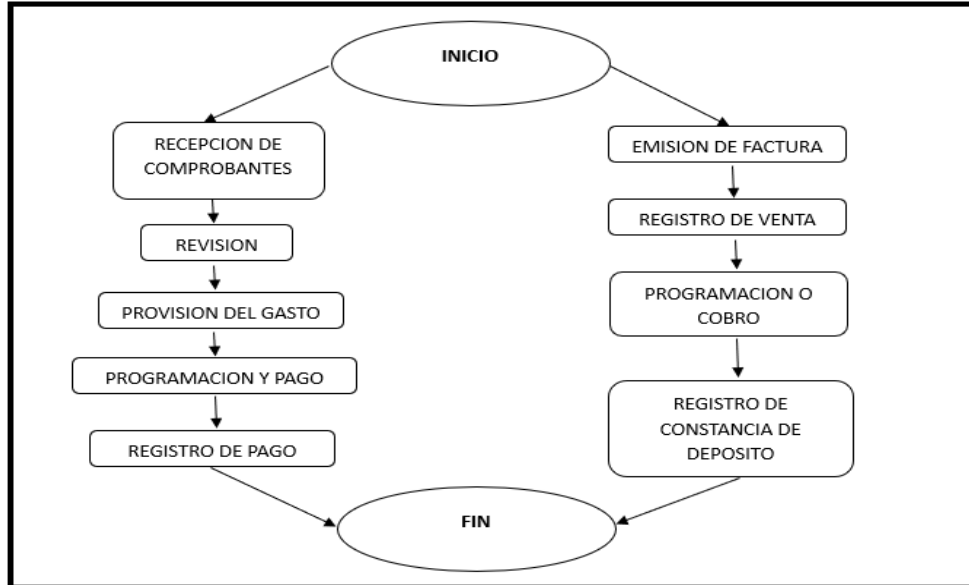 INICIO
RECEPCION DE
COMPROBANTES
REVISION
PROVISION DEL GASTO
PROGRAMACION Y PAGO
REGISTRO DE PAGO
EMISION DE FACTURA
REGISTRO DE VENTA
PROGRAMACION O
COBRO
REGISTRO DE
CONSTANCIA DE
DEPOSITO
FIN